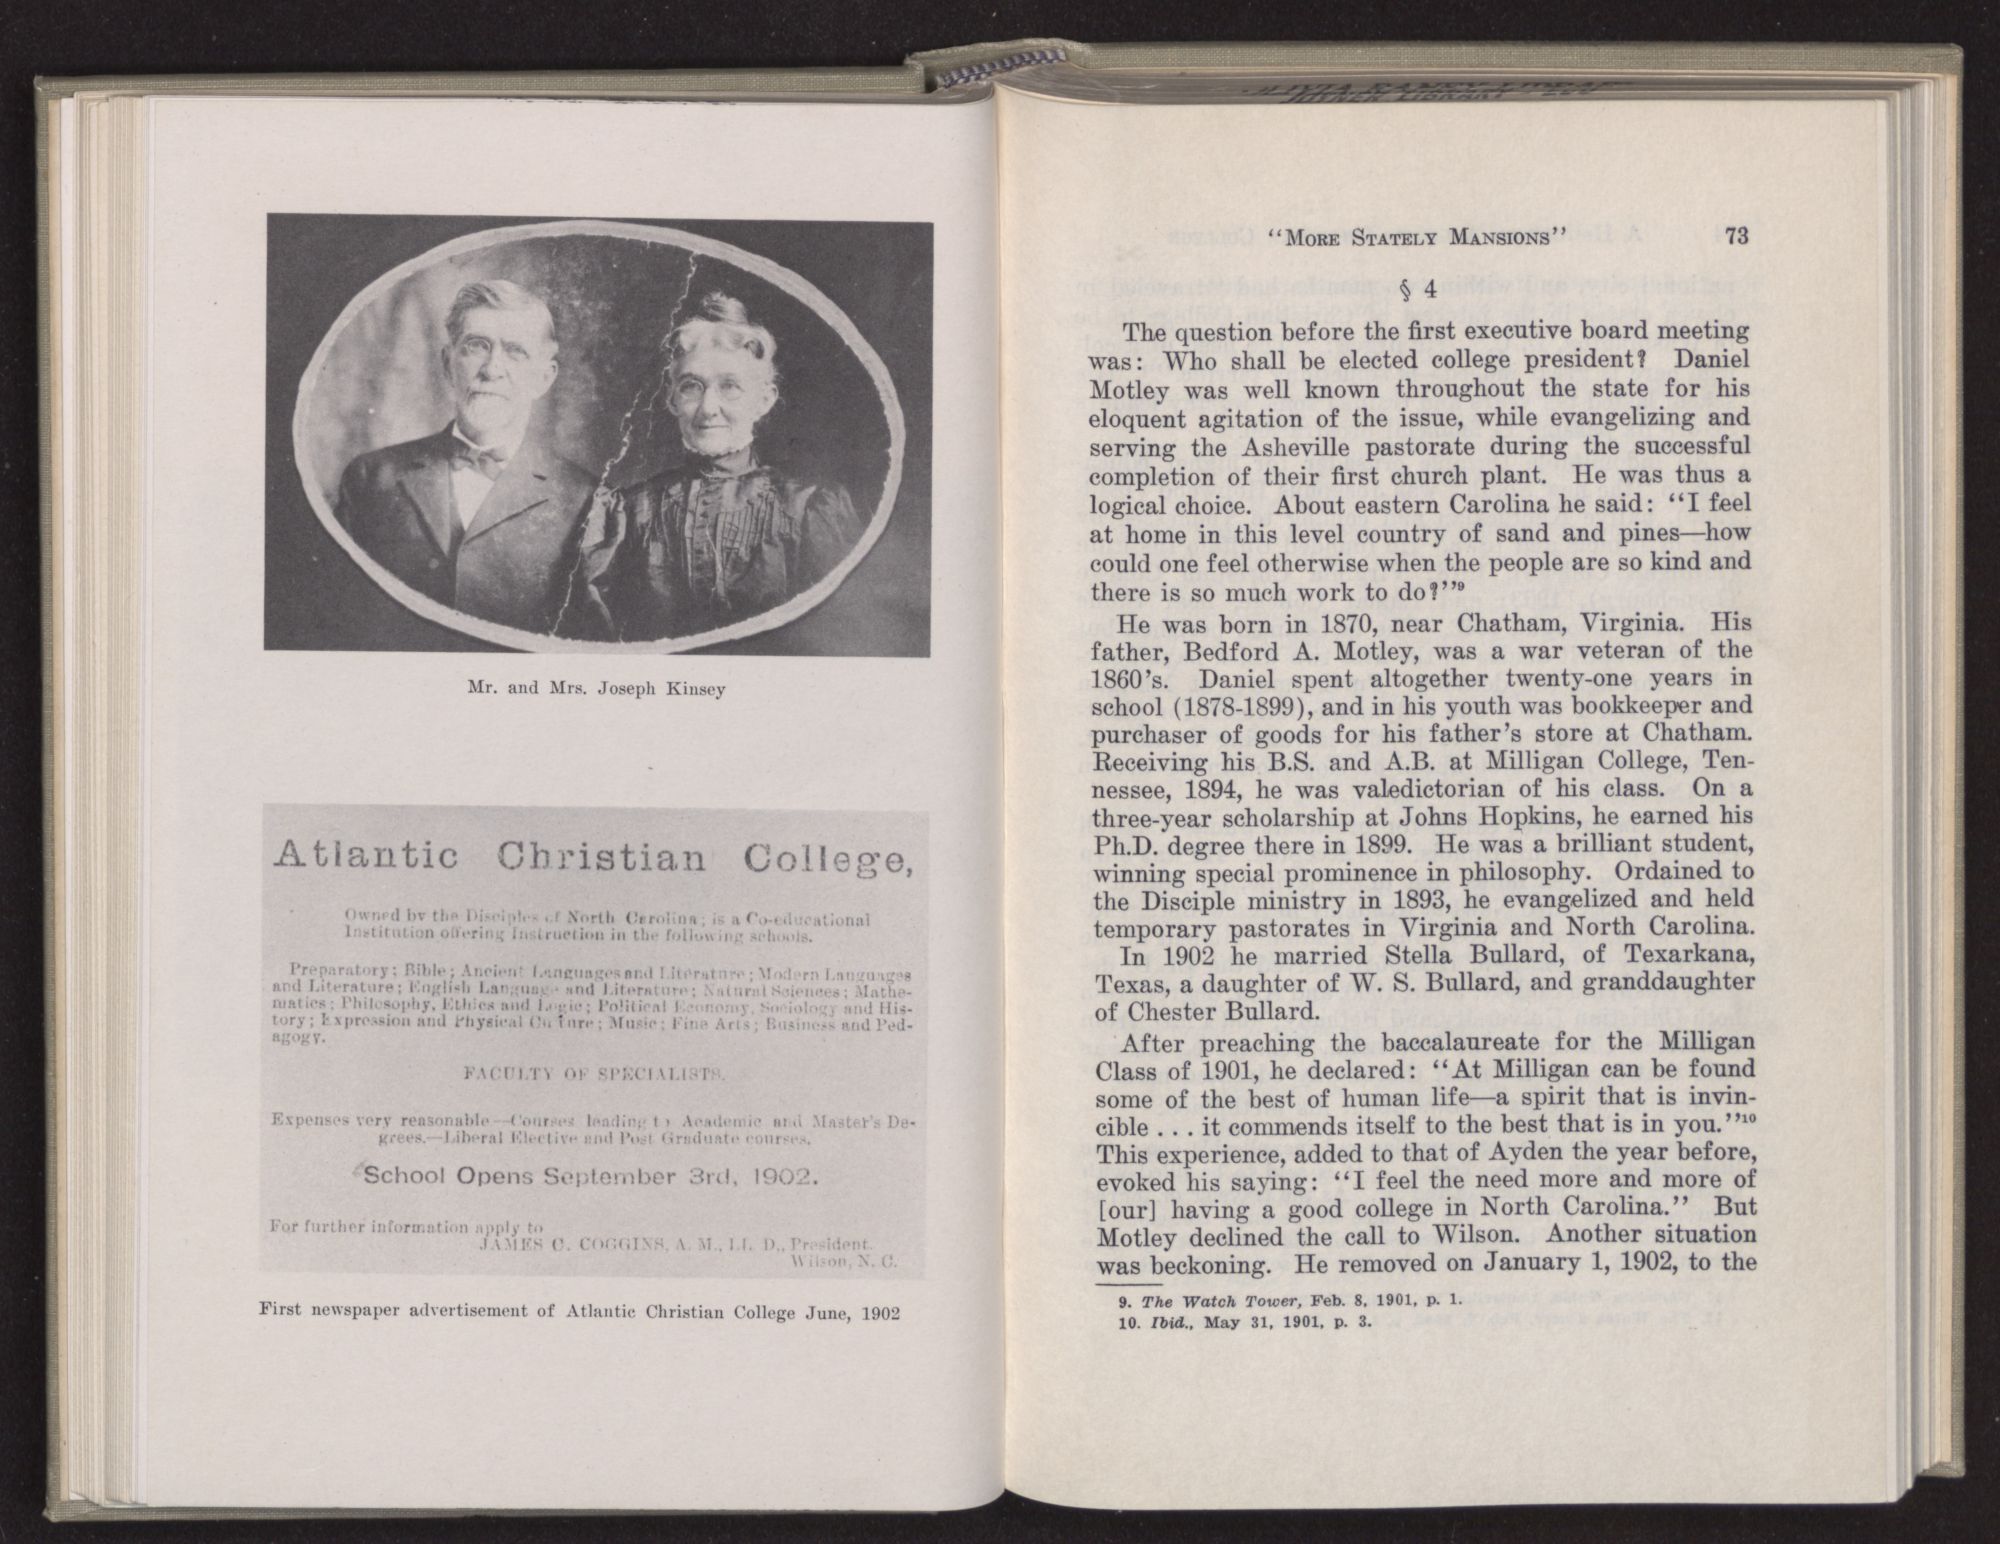 Mr. and Mrs. Joseph Kinsey
Atlantic Christian College,
Owned by the Disciples of North Carolina; is a Co-educational
Institution offering Instruction in the following schools.
Preparatory; Bible; Ancient Languages and Literature; Modern Languages
and Literature; English Language and Literature; Natural Sciences; Mathe-
matics; Philosophy, Ethics and Logic; Political Economy, Sociology and His-
tory; Expression and Physical Culture; Music; Fine Arts; Business and Ped-
agogy.
FACULTY OF SPECIALISTS.
Expenses very reasonable—Courses leading to Academic and Master's De-
grees.—Liberal Elective and Post Graduate courses.
School Opens September 3rd, 1902.
For further information apply to
JAMES C. COGGINS, A. M., LL. D., President.
Wilson, N. C.
First newspaper advertisement of Atlantic Christian College June, 1902
"More Stately Mansions" 73
§ 4
The question before the first executive board meeting
was: Who shall be elected college president? Daniel
Motley was well known throughout the state for his
eloquent agitation of the issue, while evangelizing and
serving the Asheville pastorate during the successful
completion of their first church plant. He was thus a
logical choice. About eastern Carolina he said: "I feel
at home in this level country of sand and pines—how
could one feel otherwise when the people are so kind and
there is so much work to do?"⁹
He was born in 1870, near Chatham, Virginia. His
father, Bedford A. Motley, was a war veteran of the
1860's. Daniel spent altogether twenty-one years in
school (1878-1899), and in his youth was bookkeeper and
purchaser of goods for his father's store at Chatham.
Receiving his B.S. and A.B. at Milligan College, Ten-
nessee, 1894, he was valedictorian of his class. On a
three-year scholarship at Johns Hopkins, he earned his
Ph.D. degree there in 1899. He was a brilliant student,
winning special prominence in philosophy. Ordained to
the Disciple ministry in 1893, he evangelized and held
temporary pastorates in Virginia and North Carolina.
In 1902 he married Stella Bullard, of Texarkana,
Texas, a daughter of W. S. Bullard, and granddaughter
of Chester Bullard.
After preaching the baccalaureate for the Milligan
Class of 1901, he declared: "At Milligan can be found
some of the best of human life—a spirit that is invin-
cible . . . it commends itself to the best that is in you."¹⁰
This experience, added to that of Ayden the year before,
evoked his saying: "I feel the need more and more of
[our] having a good college in North Carolina." But
Motley declined the call to Wilson. Another situation
was beckoning. He removed on January 1, 1902, to the
9. The Watch Tower, Feb. 8, 1901, p. 1.
10. Ibid., May 31, 1901, p. 3.